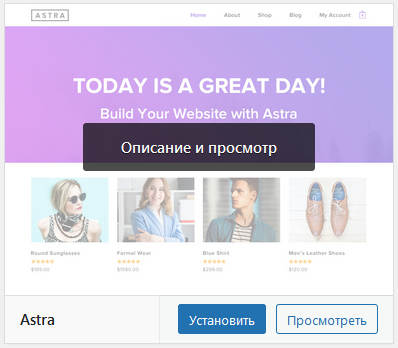 ASTRA
Home About Shop Blog My Account
TODAY IS A GREAT DAY!
Build Your Website with Astra
Описание и просмотр
Round Sunglasses Formal Wear Blue Shirt Men's Leather Shoes
$199.00 $1580.00 $299.00 $120.00
Astra Установить Просмотреть